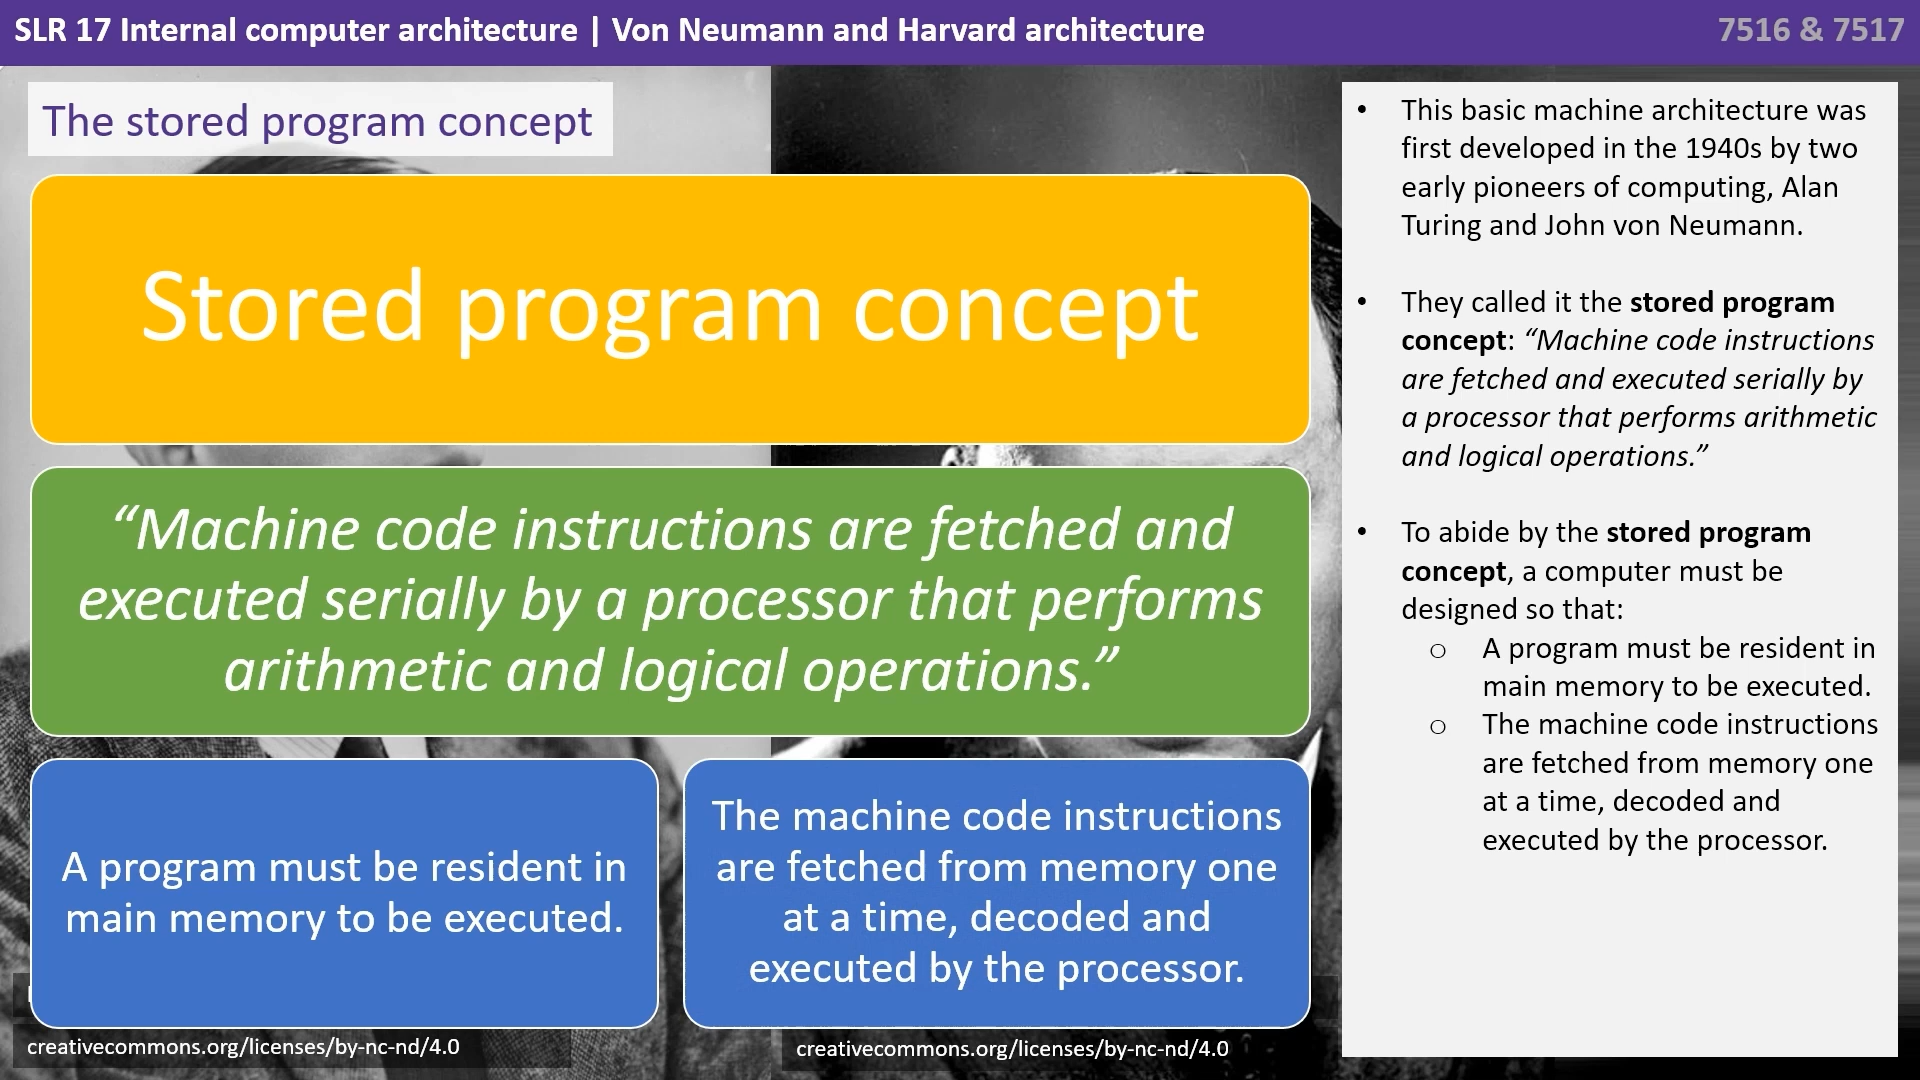 SLR 17 Internal computer architecture | Von Neumann and Harvard architecture
7516 & 7517
The stored program concept
Stored program concept
“Machine code instructions are fetched and
executed serially by a processor that performs
arithmetic and logical operations.”
A program must be resident in
main memory to be executed.
The machine code instructions
are fetched from memory one
at a time, decoded and
executed by the processor.
creativecommons.org/licenses/by-nc-nd/4.0
creativecommons.org/licenses/by-nc-nd/4.0
• This basic machine architecture was
first developed in the 1940s by two
early pioneers of computing, Alan
Turing and John von Neumann.
• They called it the stored program
concept: “Machine code instructions
are fetched and executed serially by
a processor that performs arithmetic
and logical operations.”
• To abide by the stored program
concept, a computer must be
designed so that:
o A program must be resident in
main memory to be executed.
o The machine code instructions
are fetched from memory one
at a time, decoded and
executed by the processor.